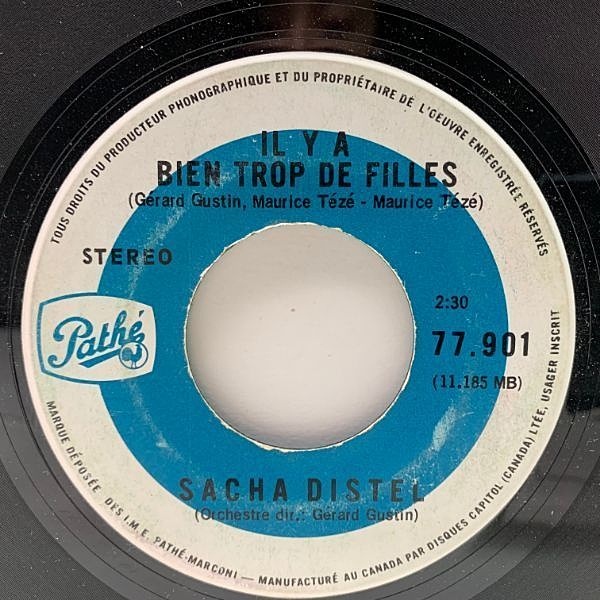 TOUS DROITS DU PRODUCTEUR PHONOGRAPHIQUE ET DU PROPRIÉTAIRE DE L'OEUVRE ENREGISTRÉE RÉSERVÉS
IL Y A
BIEN TROP DE FILLES
(Gérard Gustin, Maurice Tézé - Maurice Tézé)
STEREO
2:30
Pathé
77.901
(11.185 MB)
SACHA DISTEL
(Orchestre dir.: Gérard Gustin)
MARQUE DÉPOSÉE DES I.M.E. PATHÉ-MARCONI — MANUFACTURÉ AU CANADA PAR DISQUES CAPITOL (CANADA) LTÉE, USAGER INSCRIT